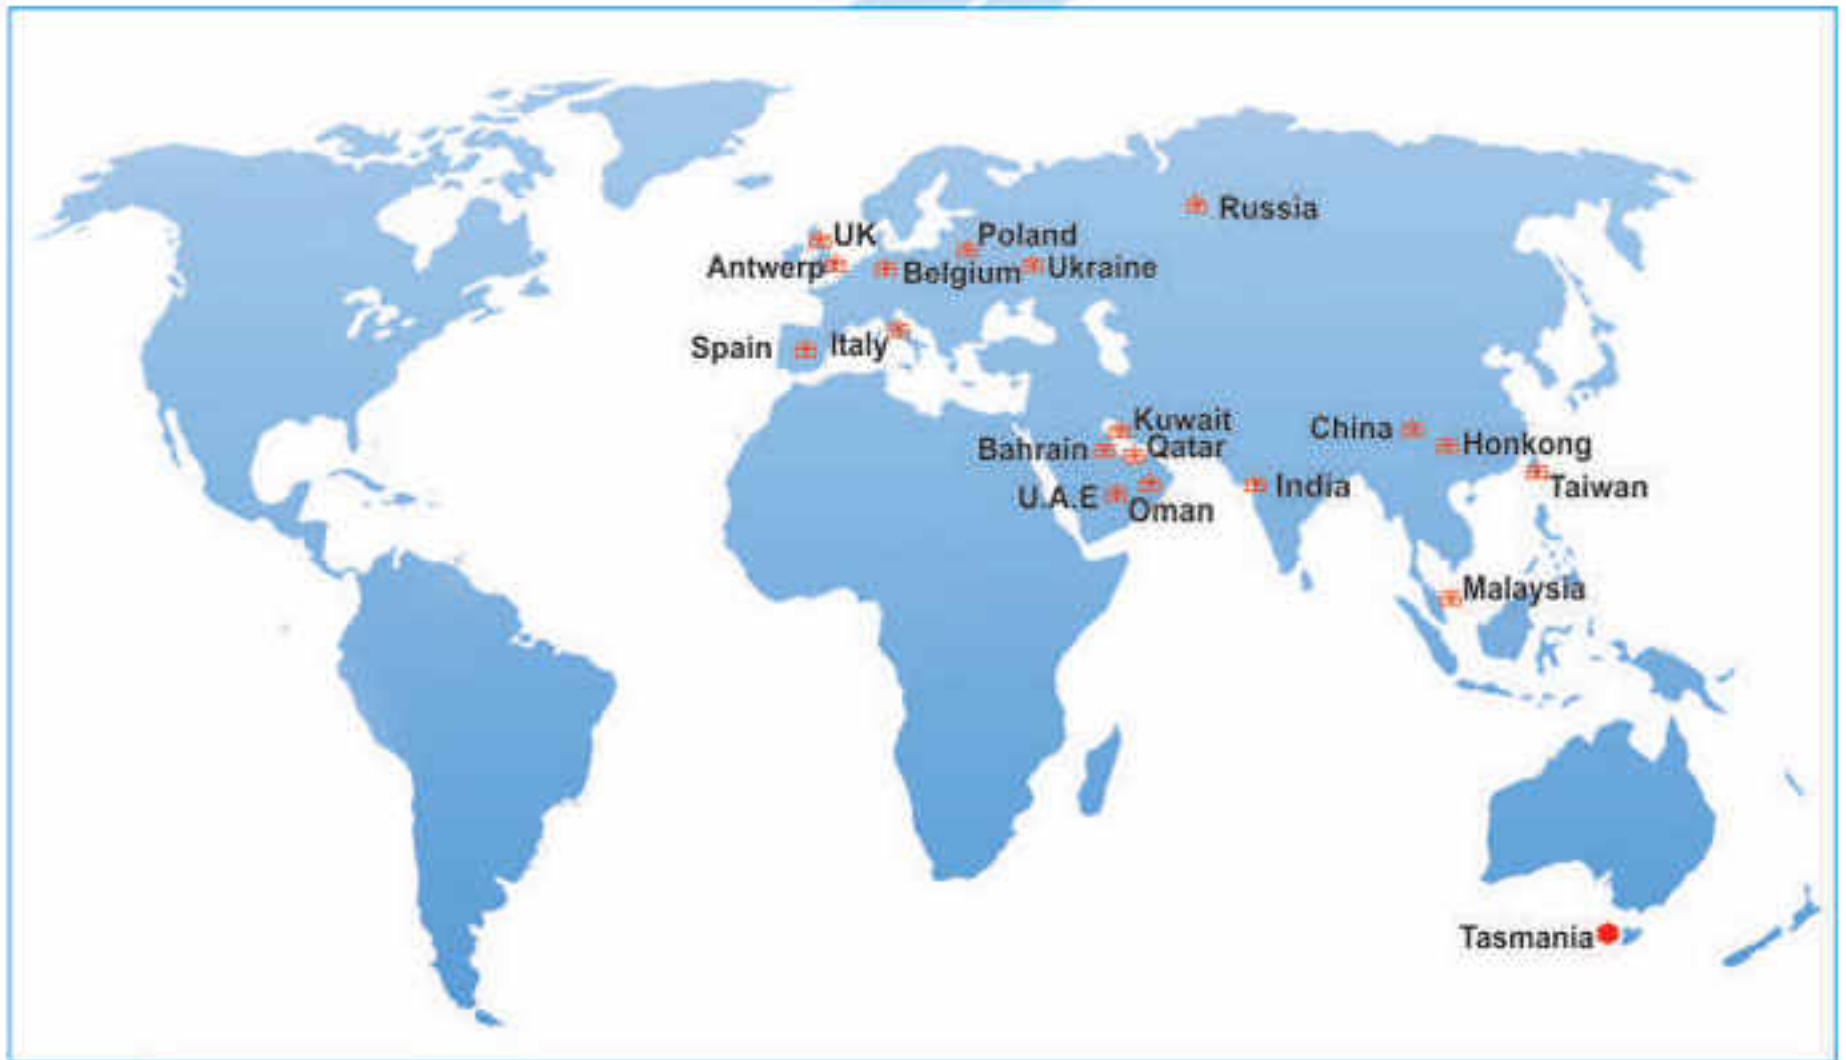 Russia
UK
Poland
Antwerp
Belgium
Ukraine
Spain
Italy
Kuwait
Bahrain
Qatar
China
Honkong
U.A.E
Oman
India
Taiwan
Malaysia
Tasmania